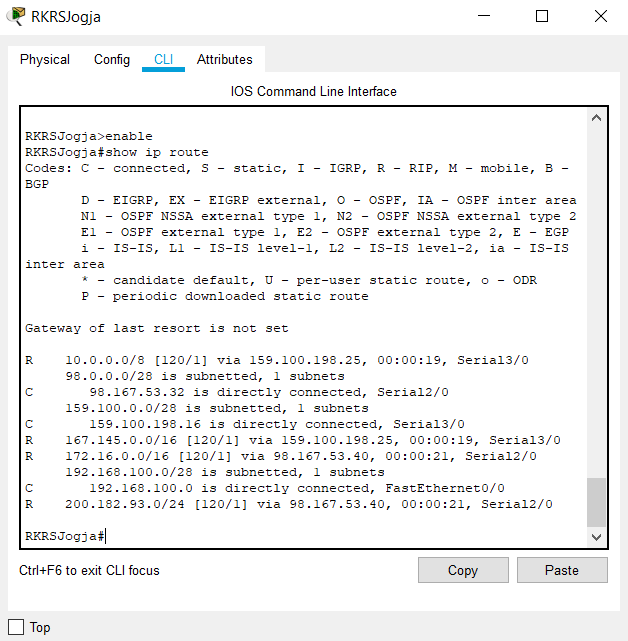 RKRSJogja
Physical Config CLI Attributes
IOS Command Line Interface
RKRSJogja>enable
RKRSJogja#show ip route
Codes: C - connected, S - static, I - IGRP, R - RIP, M - mobile, B -
BGP
D - EIGRP, EX - EIGRP external, O - OSPF, IA - OSPF inter area
N1 - OSPF NSSA external type 1, N2 - OSPF NSSA external type 2
E1 - OSPF external type 1, E2 - OSPF external type 2, E - EGP
i - IS-IS, L1 - IS-IS level-1, L2 - IS-IS level-2, ia - IS-IS
inter area
* - candidate default, U - per-user static route, o - ODR
P - periodic downloaded static route
Gateway of last resort is not set
R 10.0.0.0/8 [120/1] via 159.100.198.25, 00:00:19, Serial3/0
98.0.0.0/28 is subnetted, 1 subnets
C 98.167.53.32 is directly connected, Serial2/0
159.100.0.0/28 is subnetted, 1 subnets
C 159.100.198.16 is directly connected, Serial3/0
R 167.145.0.0/16 [120/1] via 159.100.198.25, 00:00:19, Serial3/0
R 172.16.0.0/16 [120/1] via 98.167.53.40, 00:00:21, Serial2/0
192.168.100.0/28 is subnetted, 1 subnets
C 192.168.100.0 is directly connected, FastEthernet0/0
R 200.182.93.0/24 [120/1] via 98.167.53.40, 00:00:21, Serial2/0
RKRSJogja#
Ctrl+F6 to exit CLI focus
Copy Paste
Top